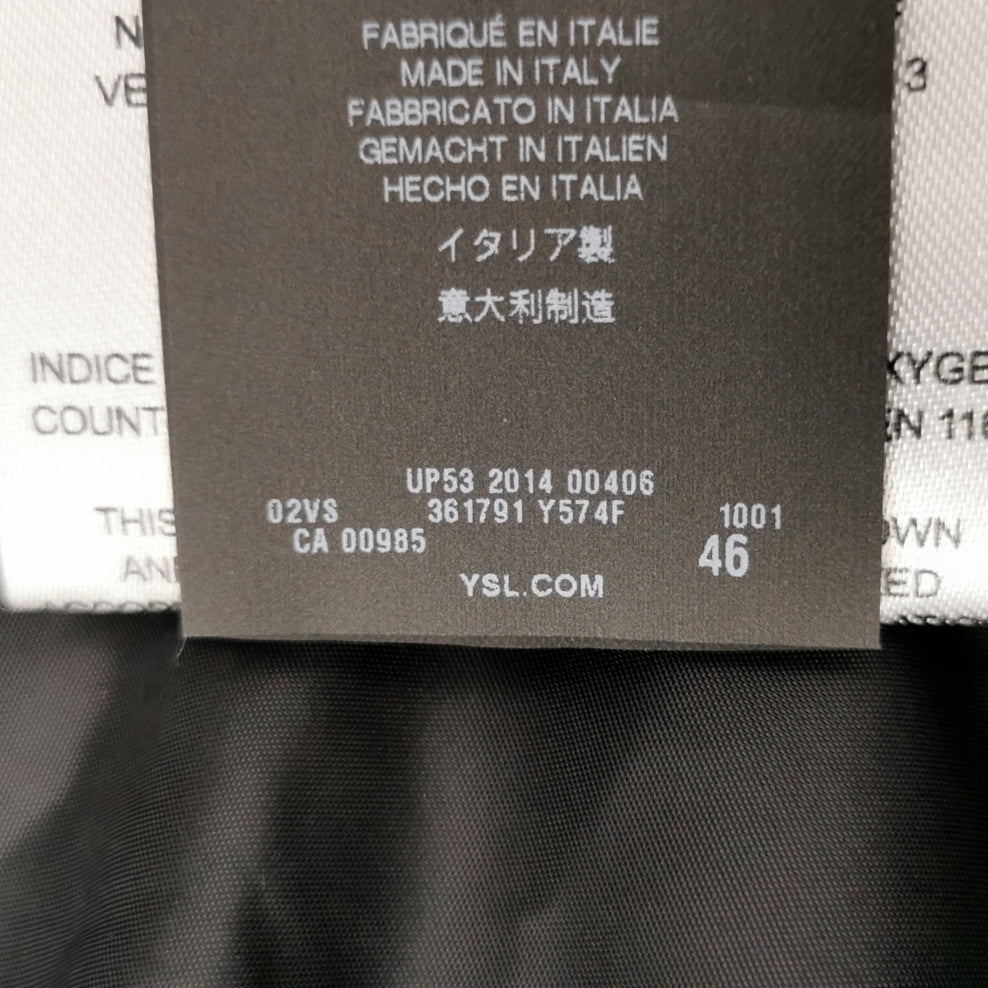 FABRIQUÉ EN ITALIE
MADE IN ITALY
FABBRICATO IN ITALIA
GEMACHT IN ITALIEN
HECHO EN ITALIA
イタリア製
意大利制造
INDICE
UP53 2014 00406
02VS 361791 Y574F 1001
CA 00985 46
YSL.COM
THIS